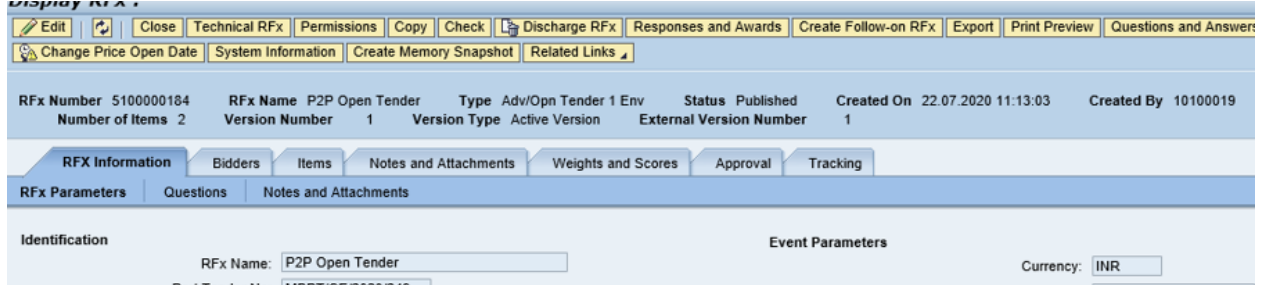 Display RFx :
Edit Close Technical RFx Permissions Copy Check Discharge RFx Responses and Awards Create Follow-on RFx Export Print Preview Questions and Answers
Change Price Open Date System Information Create Memory Snapshot Related Links
RFx Number 5100000184 RFx Name P2P Open Tender Type Adv/Opn Tender 1 Env Status Published Created On 22.07.2020 11:13:03 Created By 10100019
Number of Items 2 Version Number 1 Version Type Active Version External Version Number 1
RFX Information Bidders Items Notes and Attachments Weights and Scores Approval Tracking
RFx Parameters Questions Notes and Attachments
Identification Event Parameters
RFx Name: P2P Open Tender Currency: INR